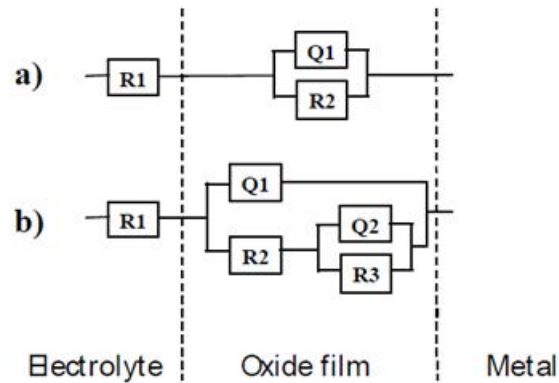 Q1
a) R1
R2
Q1
b) R1
Q2
R2
R3
Electrolyte Oxide film Metal